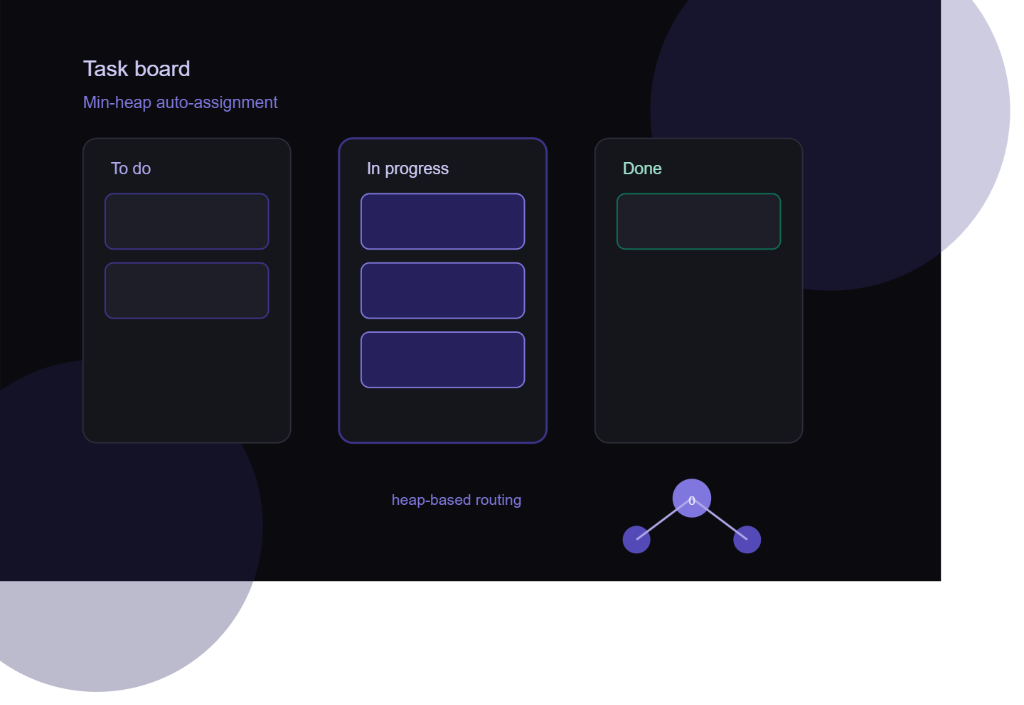 Task board
Min-heap auto-assignment
To do
In progress
Done
heap-based routing
0